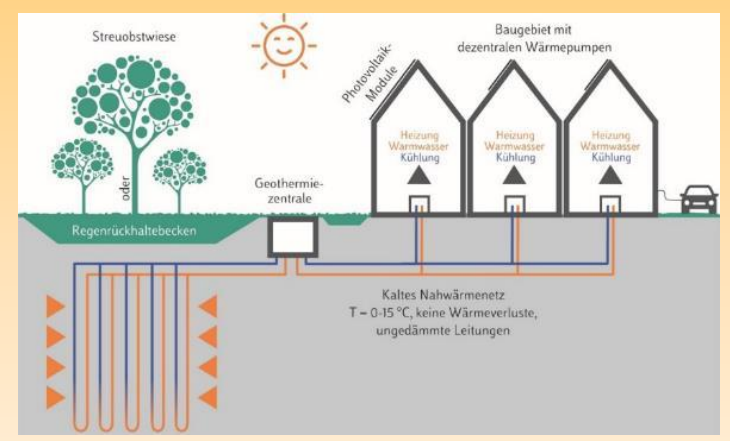 Streuobstwiese
Baugebiet mit
dezentralen Wärmepumpen
Photovoltaik-
Module
Heizung
Warmwasser
Kühlung
Heizung
Warmwasser
Kühlung
Heizung
Warmwasser
Kühlung
oder
Geothermie-
zentrale
Regenrückhaltebecken
Kaltes Nahwärmenetz
T = 0-15 °C, keine Wärmeverluste,
ungedämmte Leitungen